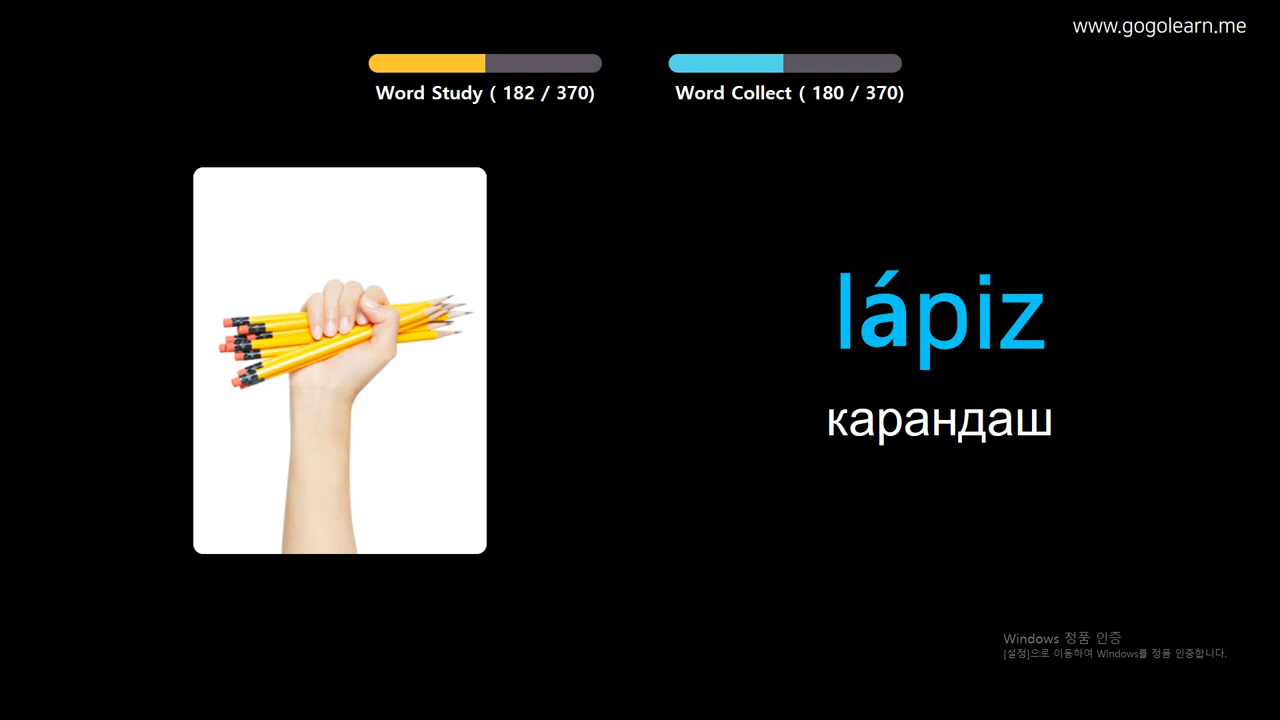 www.gogolearn.me
Word Study ( 182 / 370)
Word Collect ( 180 / 370)
lápiz
карандаш
Windows 정품 인증
[설정]으로 이동하여 Windows를 정품 인증합니다.